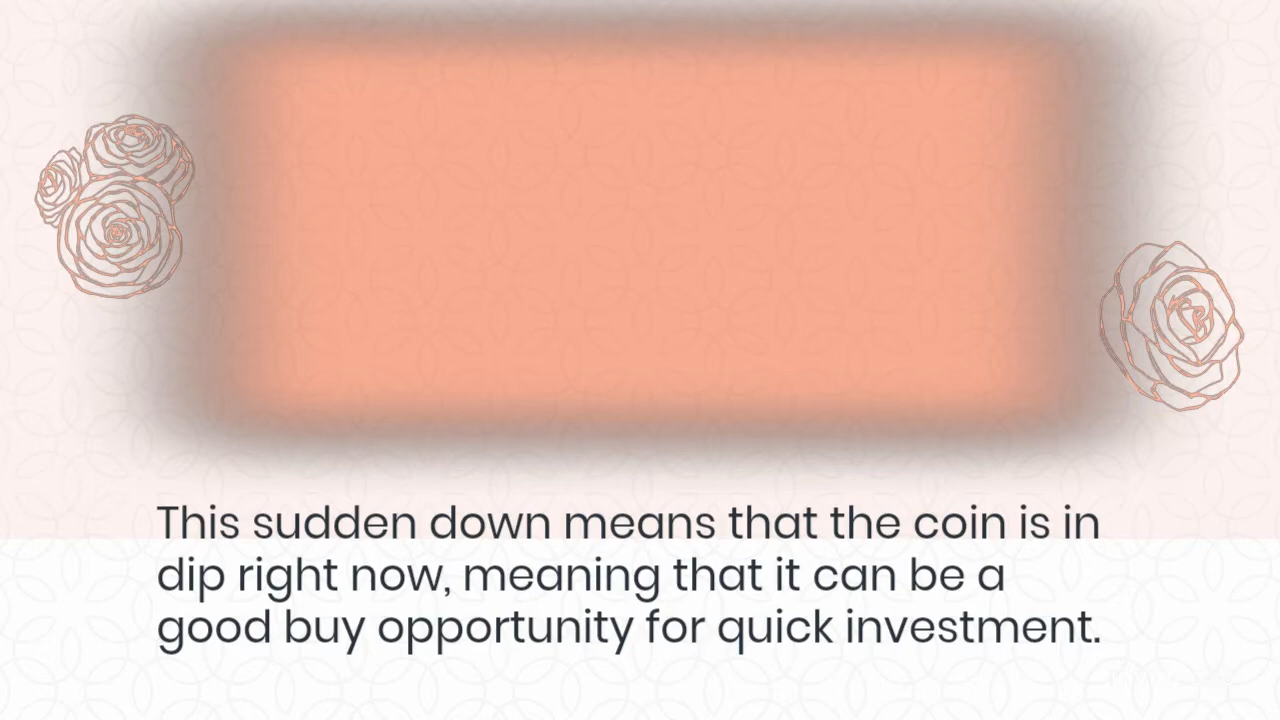 This sudden down means that the coin is in
dip right now, meaning that it can be a
good buy opportunity for quick investment.